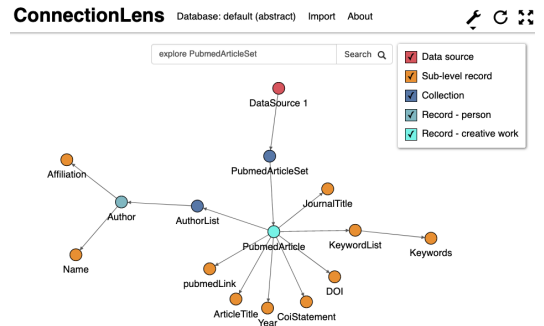 ConnectionLens Database: default (abstract) Import About
explore PubmedArticleSet Search
Data source
Sub-level record
Collection
Record - person
Record - creative work
DataSource 1
PubmedArticleSet
Affiliation
JournalTitle
Author
AuthorList
PubmedArticle
KeywordList
Keywords
Name
pubmedLink
DOI
ArticleTitle
Year
CoiStatement